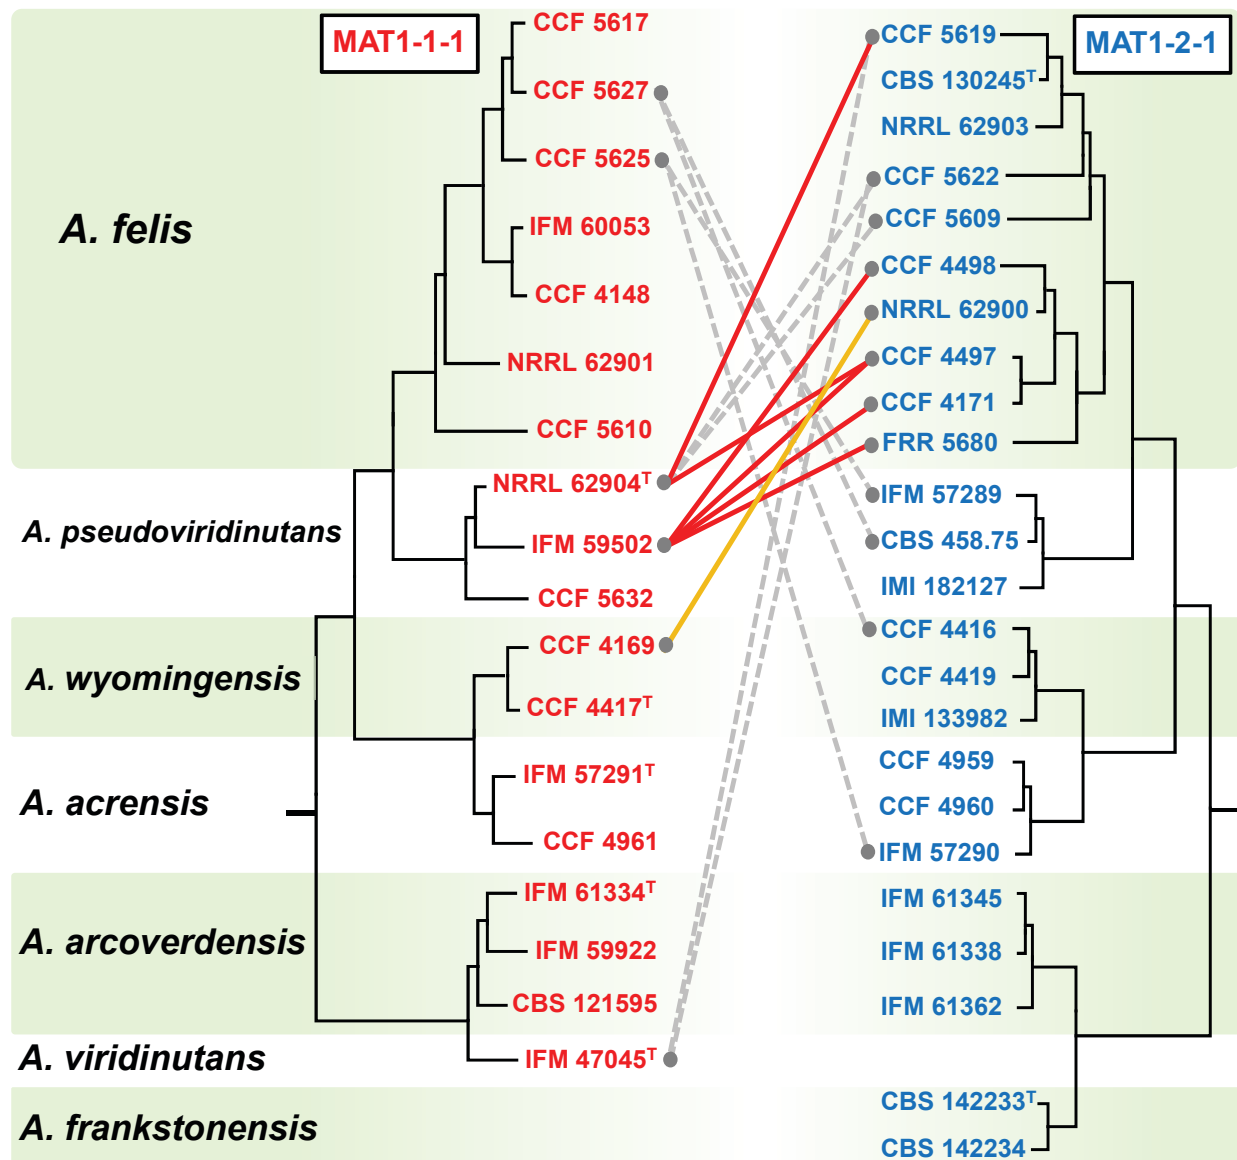 MAT1-1-1
CCF 5617
CCF 5627
CCF 5625
IFM 60053
CCF 4148
NRRL 62901
CCF 5610
NRRL 62904ᵀ
IFM 59502
CCF 5632
CCF 4169
CCF 4417ᵀ
IFM 57291ᵀ
CCF 4961
IFM 61334ᵀ
IFM 59922
CBS 121595
IFM 47045ᵀ
A. felis
A. pseudoviridinutans
A. wyomingensis
A. acrensis
A. arcoverdensis
A. viridinutans
A. frankstonensis
MAT1-2-1
CCF 5619
CBS 130245ᵀ
NRRL 62903
CCF 5622
CCF 5609
CCF 4498
NRRL 62900
CCF 4497
CCF 4171
FRR 5680
IFM 57289
CBS 458.75
IMI 182127
CCF 4416
CCF 4419
IMI 133982
CCF 4959
CCF 4960
IFM 57290
IFM 61345
IFM 61338
IFM 61362
CBS 142233ᵀ
CBS 142234